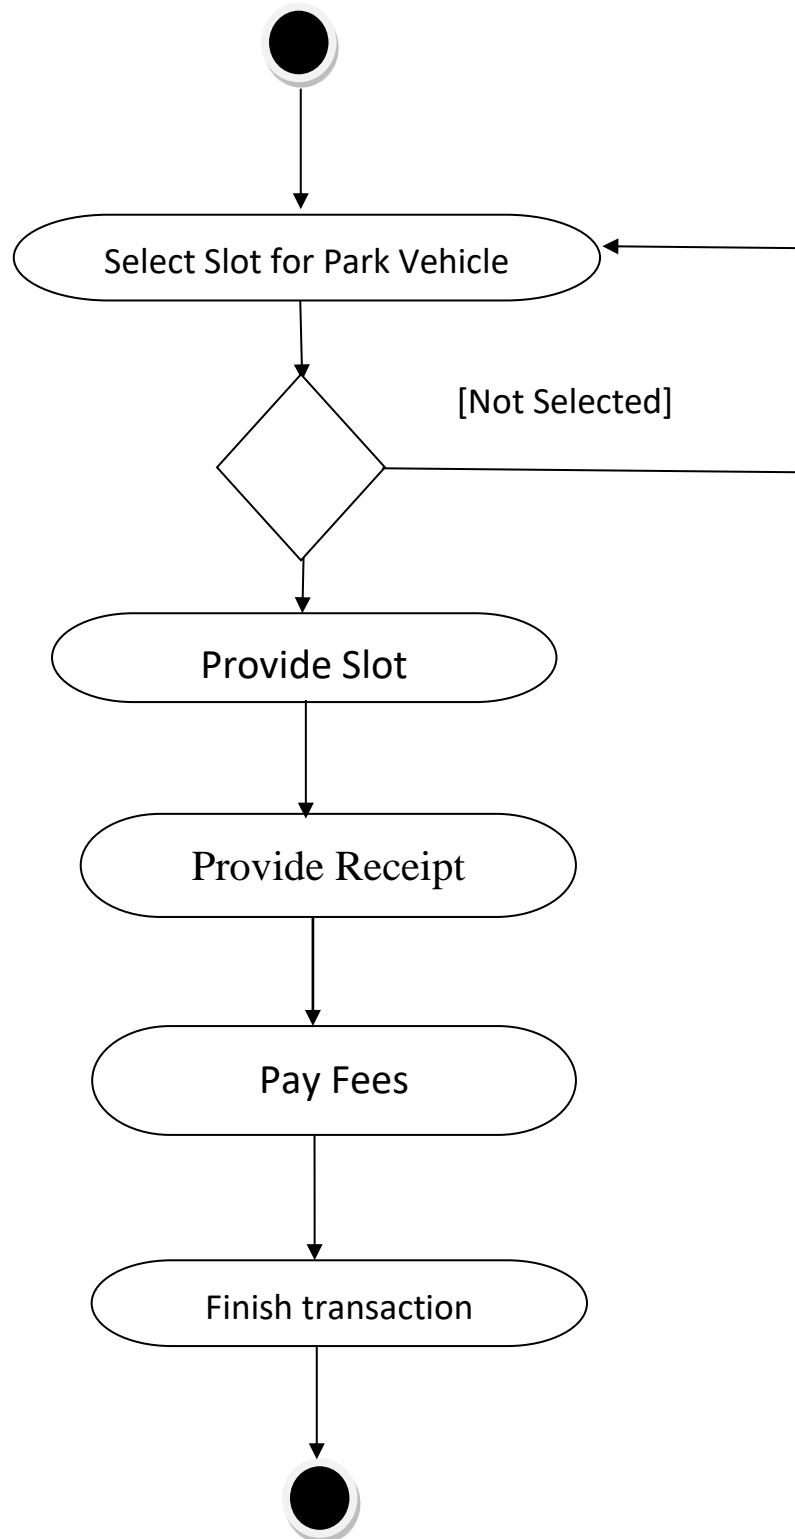 Select Slot for Park Vehicle
[Not Selected]
Provide Slot
Provide Receipt
Pay Fees
Finish transaction